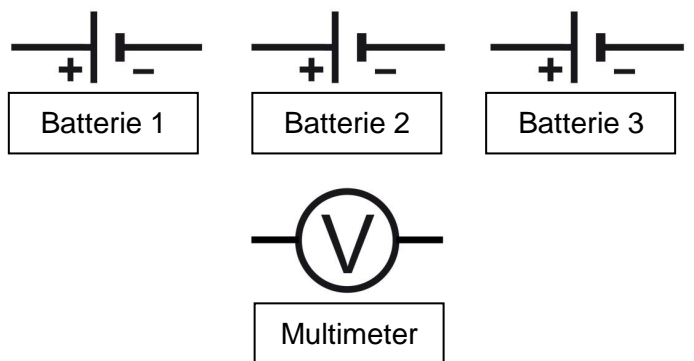 + − + − + −
Batterie 1 Batterie 2 Batterie 3
V
Multimeter